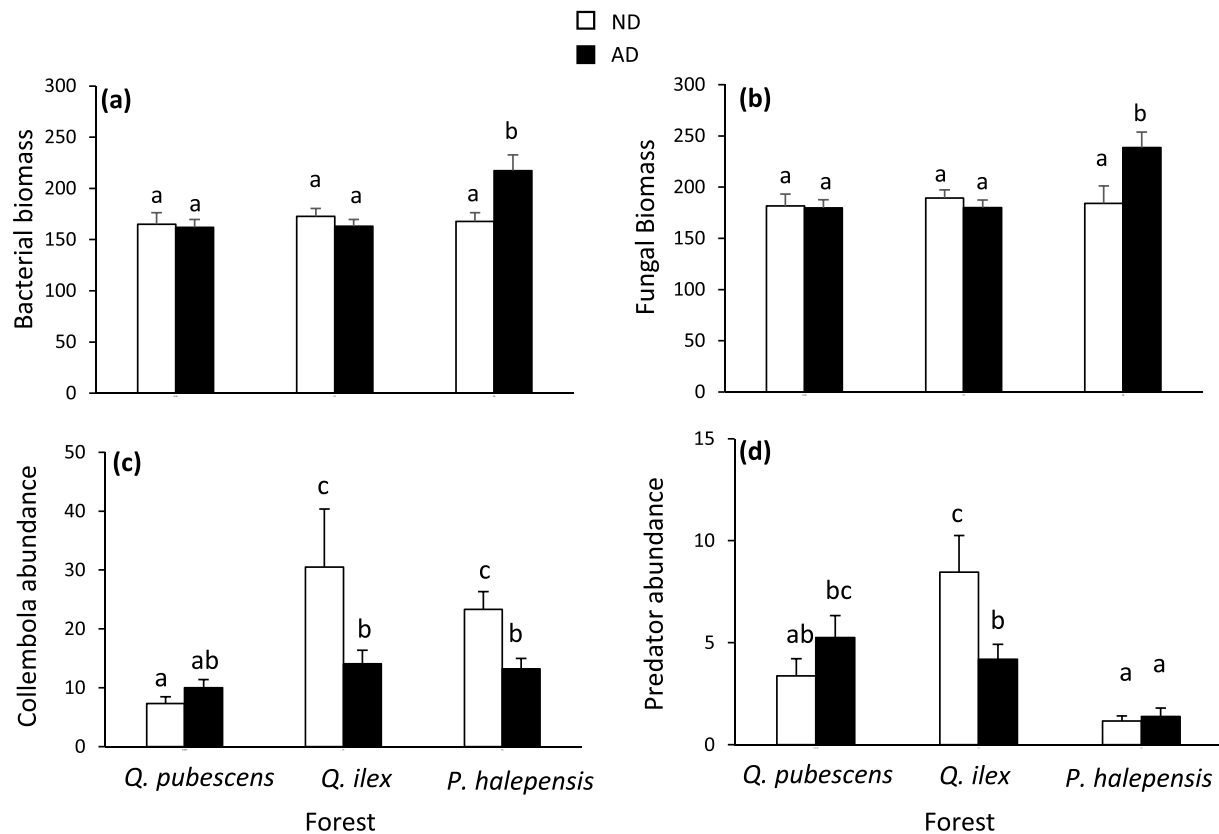 ND
AD
(a)
Bacterial biomass
300
250
200
150
100
50
0
a
a
a
a
a
b
(b)
Fungal Biomass
300
250
200
150
100
50
0
a
a
a
a
a
b
(c)
Collembola abundance
50
40
30
20
10
0
a
ab
c
b
c
b
Q. pubescens
Q. ilex
P. halepensis
Forest
(d)
Predator abundance
15
10
5
0
ab
bc
c
b
a
a
Q. pubescens
Q. ilex
P. halepensis
Forest